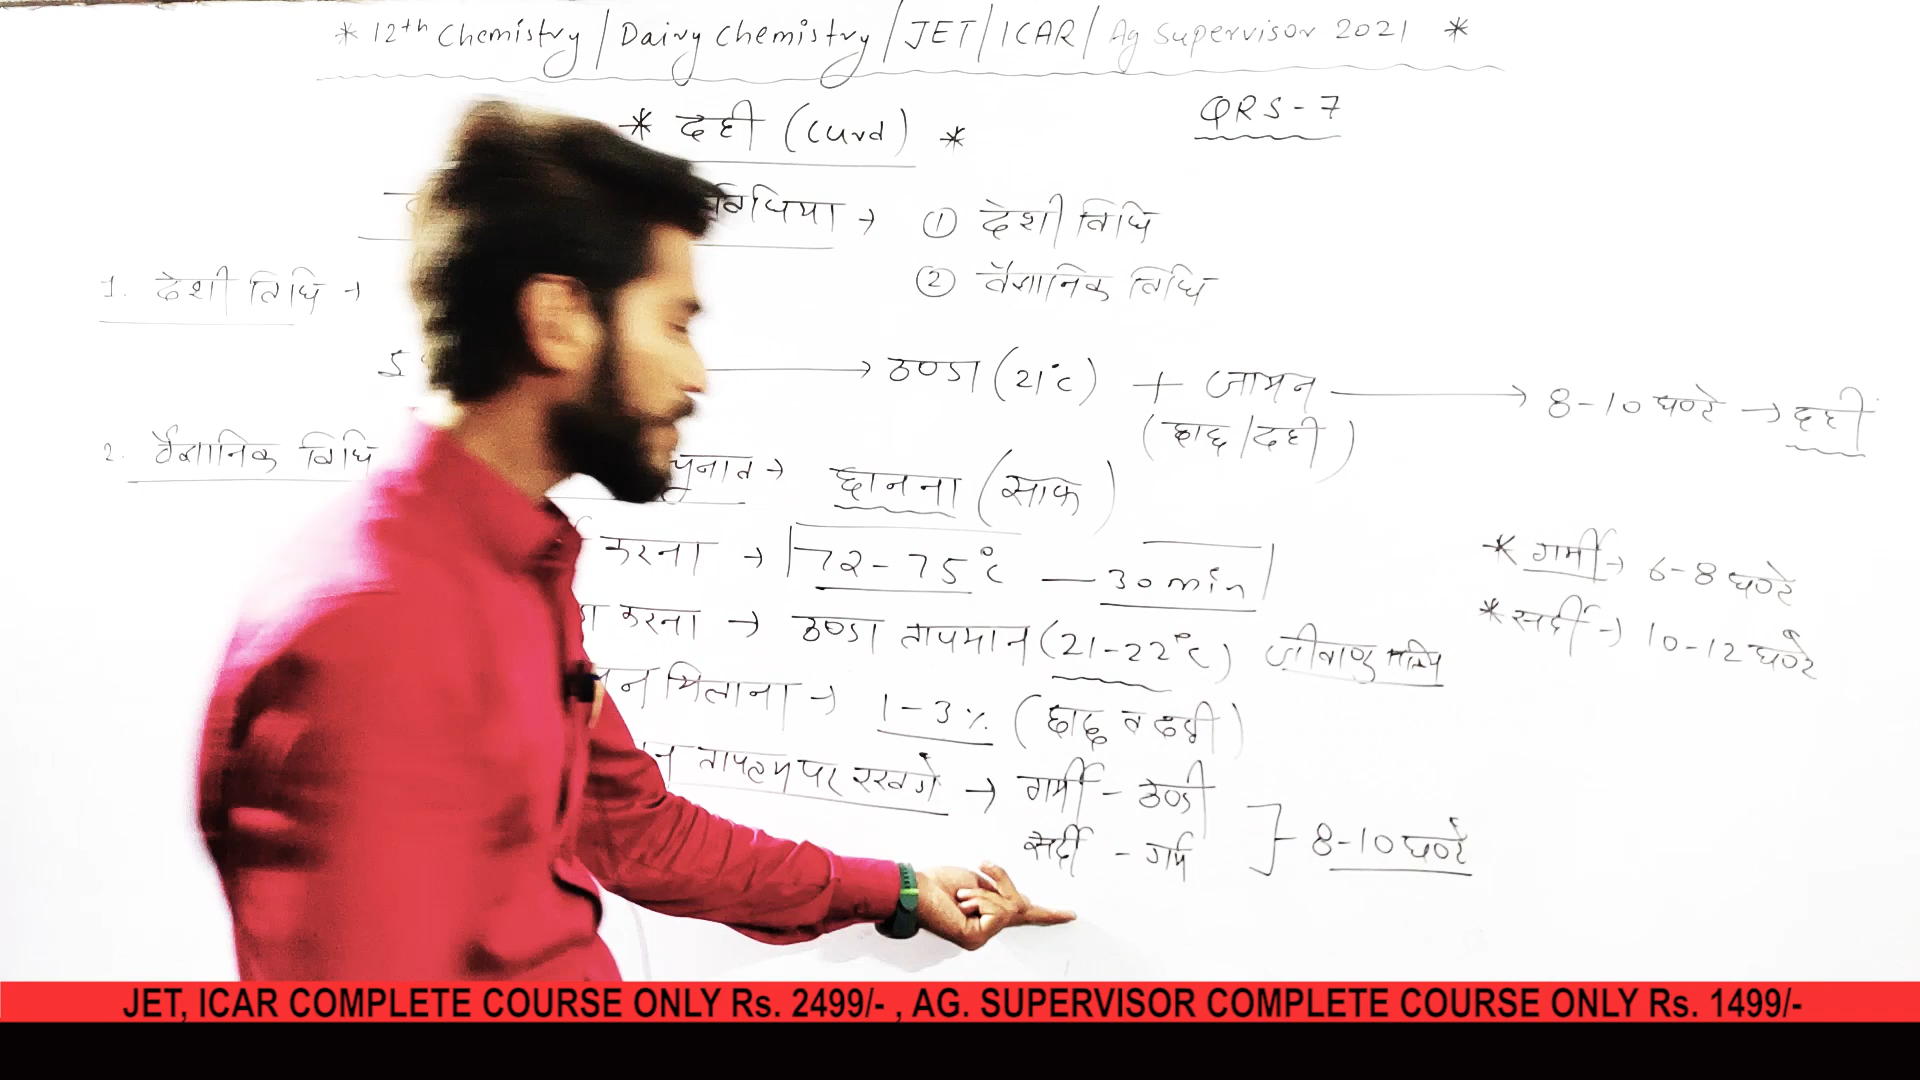 * 12th Chemistry / Dairy Chemistry / JET / ICAR / Ag Supervisor 2021 *
QRS - 7
* दही (Curd) *
विधिया → ① देशी विधि
② वैज्ञानिक विधि
1. देशी विधि →
→ ठण्डा (21°c) + जामन → 8-10 घण्टे → दही
(छाछ/दही)
2. वैज्ञानिक विधि चुनाव → छानना (साफ)
करना → 72-75°c — 30 min
* गर्मी → 6-8 घण्टे
करना → ठण्डा तापमान (21-22°c) जीवाणु
* सर्दी → 10-12 घण्टे
मिलाना → 1-3% (छाछ व दही)
पर रखगे → गर्मी - ठण्डी
सर्दी - गर्म } - 8-10 घण्टे
JET, ICAR COMPLETE COURSE ONLY Rs. 2499/- , AG. SUPERVISOR COMPLETE COURSE ONLY Rs. 1499/-